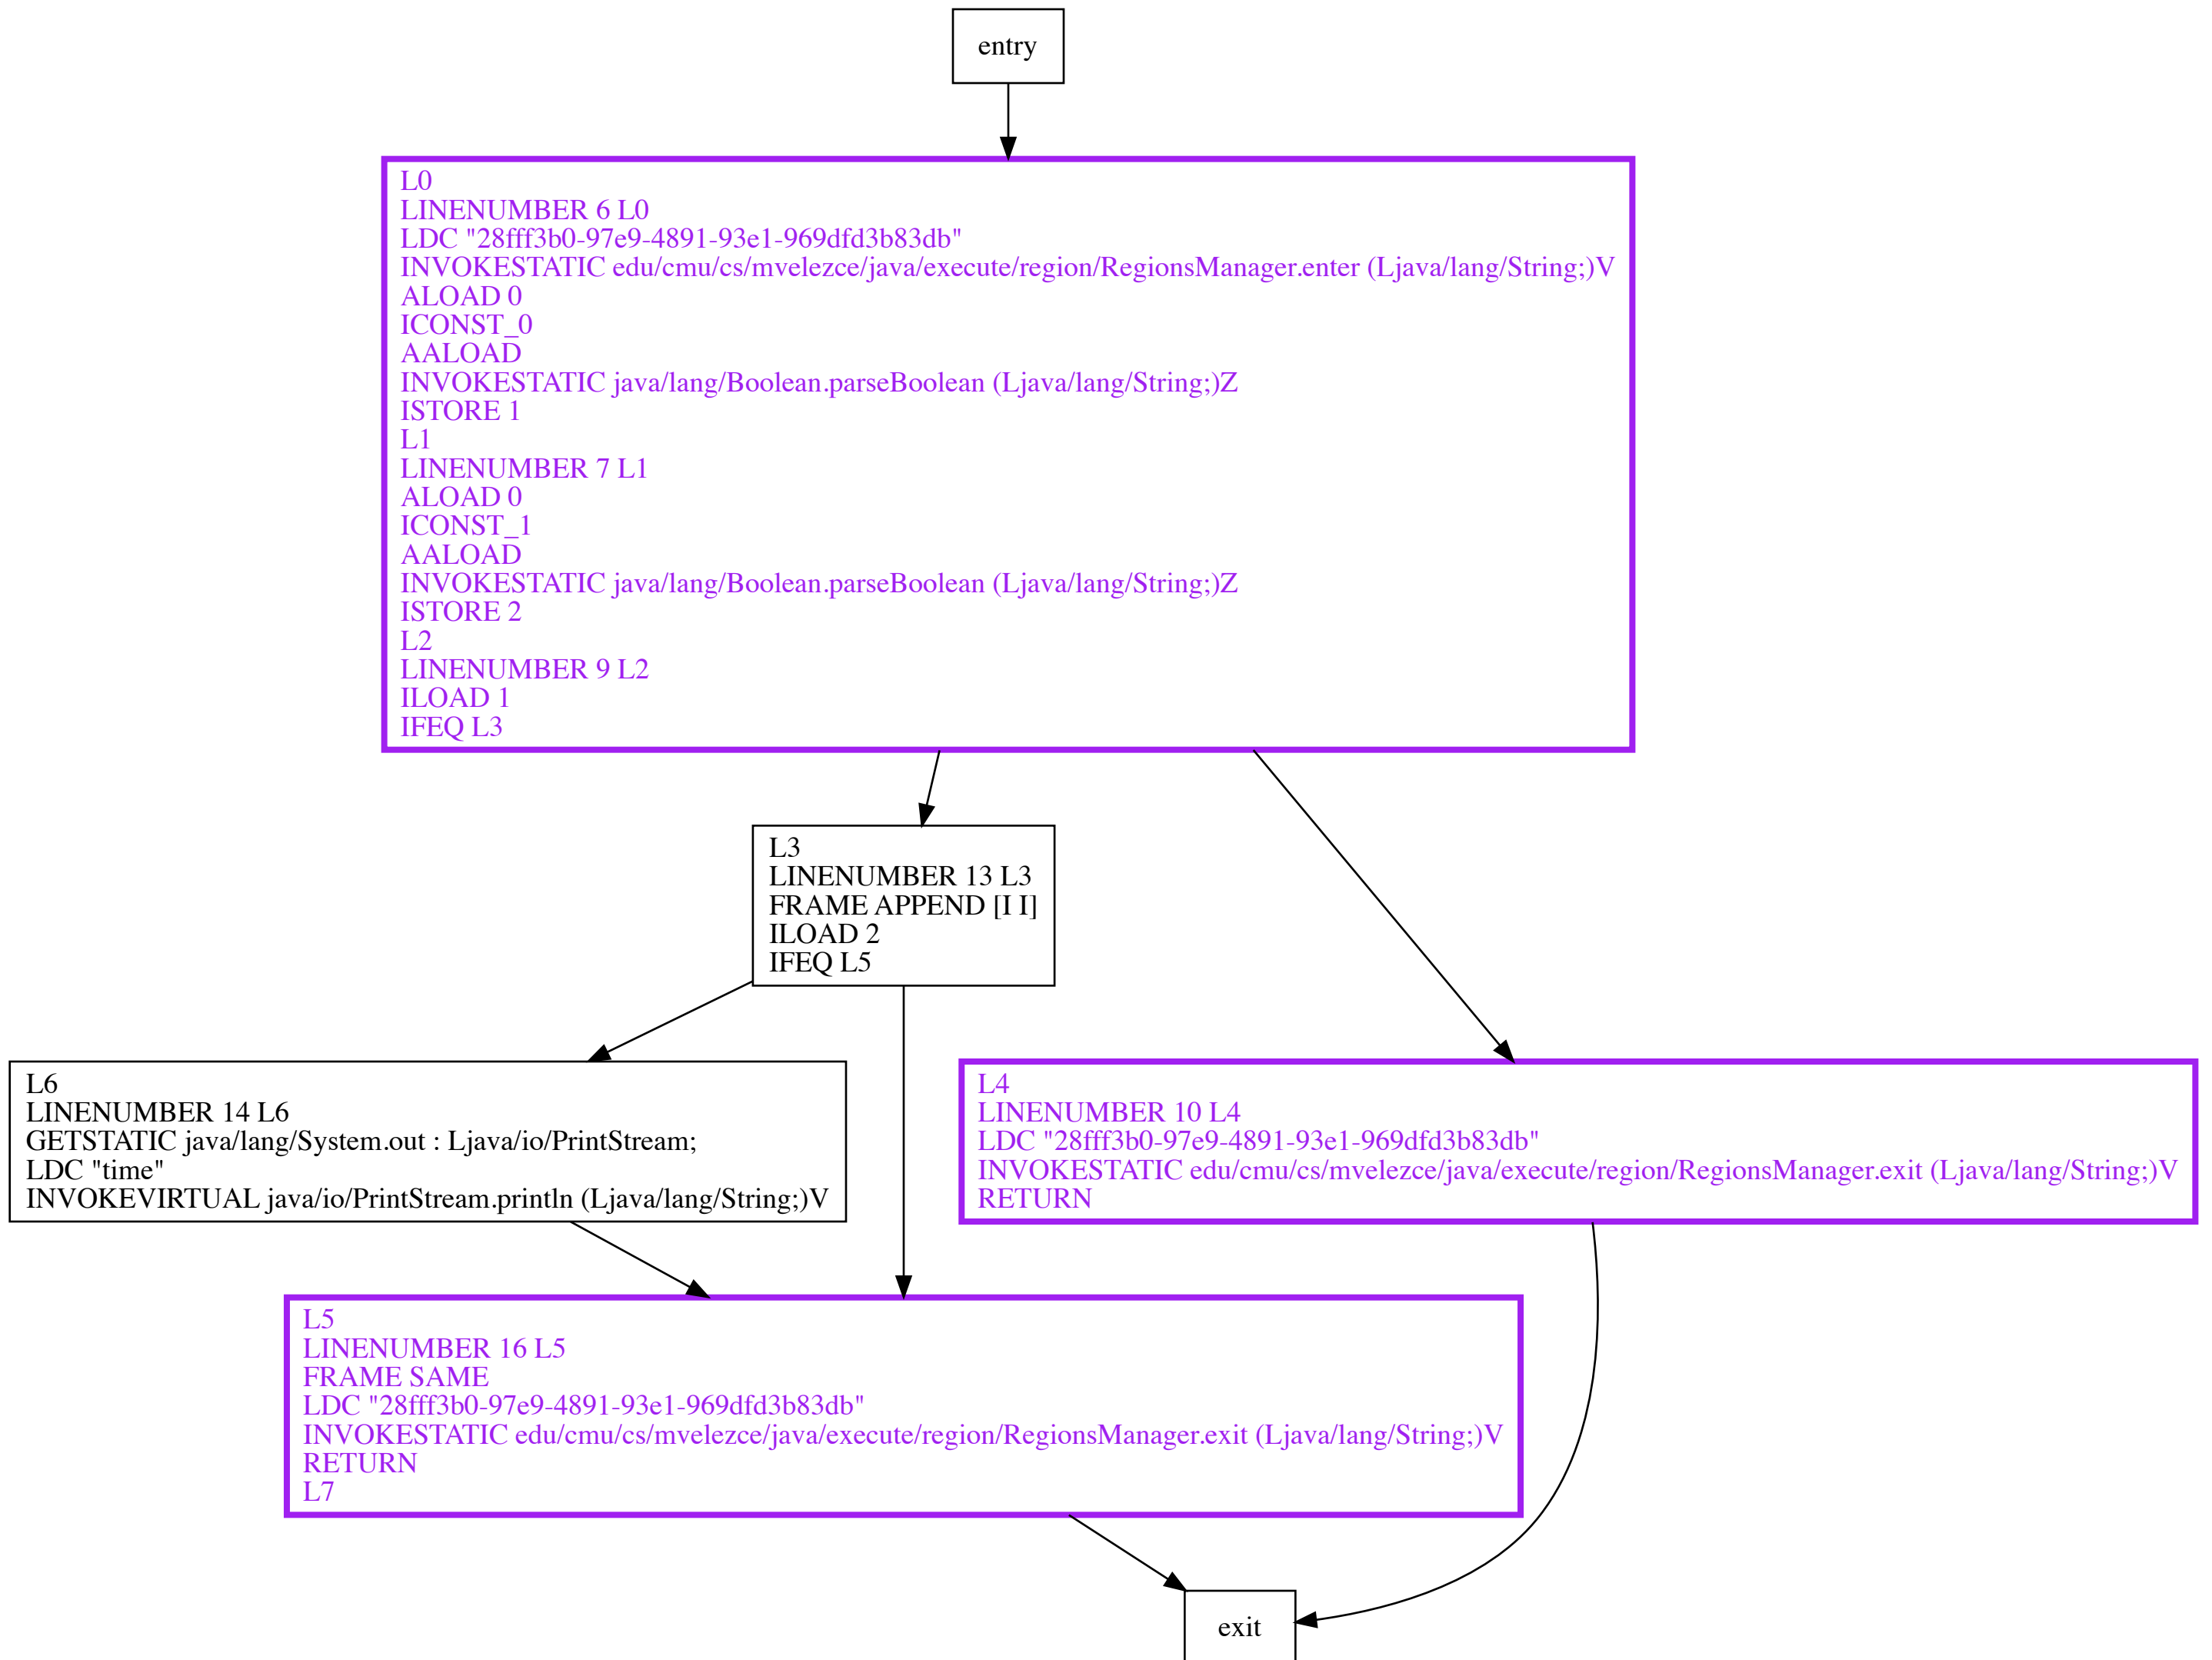 entry
L0
LINENUMBER 6 L0
LDC "28fff3b0-97e9-4891-93e1-969dfd3b83db"
INVOKESTATIC edu/cmu/cs/mvelezce/java/execute/region/RegionsManager.enter (Ljava/lang/String;)V
ALOAD 0
ICONST_0
AALOAD
INVOKESTATIC java/lang/Boolean.parseBoolean (Ljava/lang/String;)Z
ISTORE 1
L1
LINENUMBER 7 L1
ALOAD 0
ICONST_1
AALOAD
INVOKESTATIC java/lang/Boolean.parseBoolean (Ljava/lang/String;)Z
ISTORE 2
L2
LINENUMBER 9 L2
ILOAD 1
IFEQ L3
L3
LINENUMBER 13 L3
FRAME APPEND [I I]
ILOAD 2
IFEQ L5
L6
LINENUMBER 14 L6
GETSTATIC java/lang/System.out : Ljava/io/PrintStream;
LDC "time"
INVOKEVIRTUAL java/io/PrintStream.println (Ljava/lang/String;)V
L4
LINENUMBER 10 L4
LDC "28fff3b0-97e9-4891-93e1-969dfd3b83db"
INVOKESTATIC edu/cmu/cs/mvelezce/java/execute/region/RegionsManager.exit (Ljava/lang/String;)V
RETURN
L5
LINENUMBER 16 L5
FRAME SAME
LDC "28fff3b0-97e9-4891-93e1-969dfd3b83db"
INVOKESTATIC edu/cmu/cs/mvelezce/java/execute/region/RegionsManager.exit (Ljava/lang/String;)V
RETURN
L7
exit